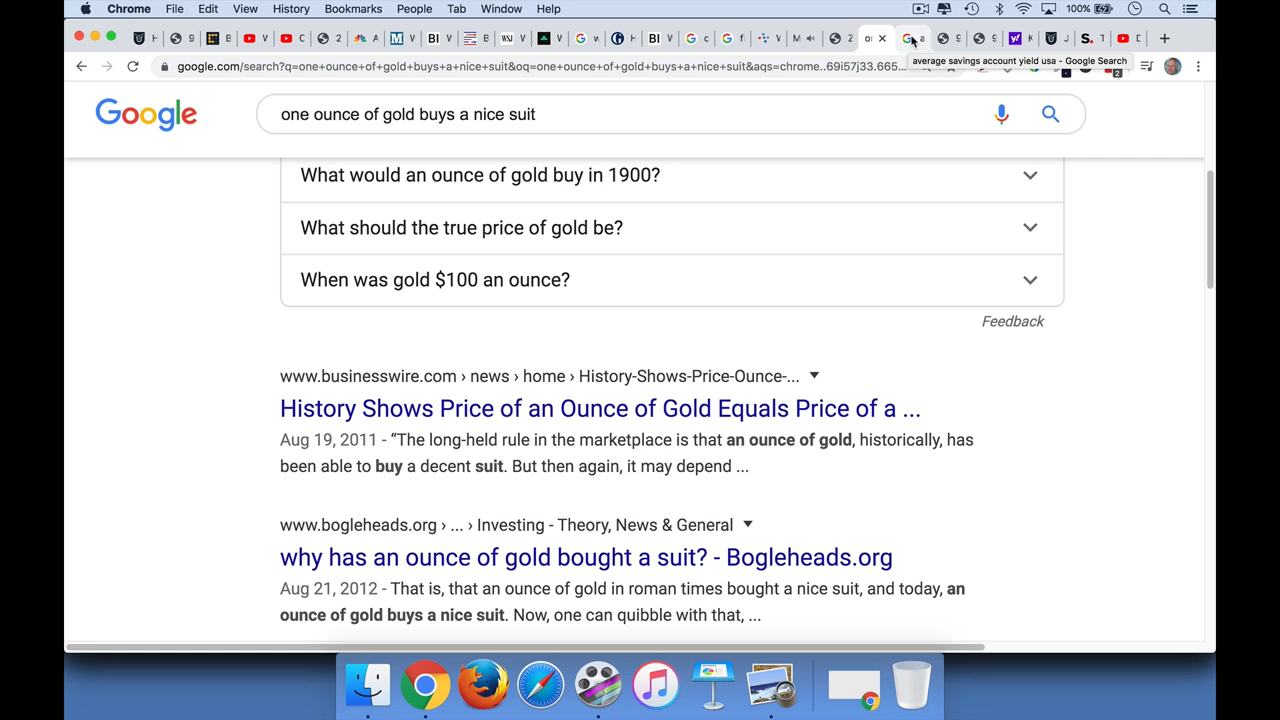 Chrome File Edit View History Bookmarks People Tab Window Help 100%
google.com/search?q=one+ounce+of+gold+buys+a+nice+suit&oq=one+ounce+of+gold+buys+a+nice+suit&aqs=chrome..69i57j33.665...
average savings account yield usa - Google Search
2
Google
one ounce of gold buys a nice suit
What would an ounce of gold buy in 1900?
What should the true price of gold be?
When was gold $100 an ounce?
Feedback
www.businesswire.com › news › home › History-Shows-Price-Ounce-...
History Shows Price of an Ounce of Gold Equals Price of a ...
Aug 19, 2011 - “The long-held rule in the marketplace is that an ounce of gold, historically, has
been able to buy a decent suit. But then again, it may depend ...
www.bogleheads.org › ... › Investing - Theory, News & General
why has an ounce of gold bought a suit? - Bogleheads.org
Aug 21, 2012 - That is, that an ounce of gold in roman times bought a nice suit, and today, an
ounce of gold buys a nice suit. Now, one can quibble with that, ...